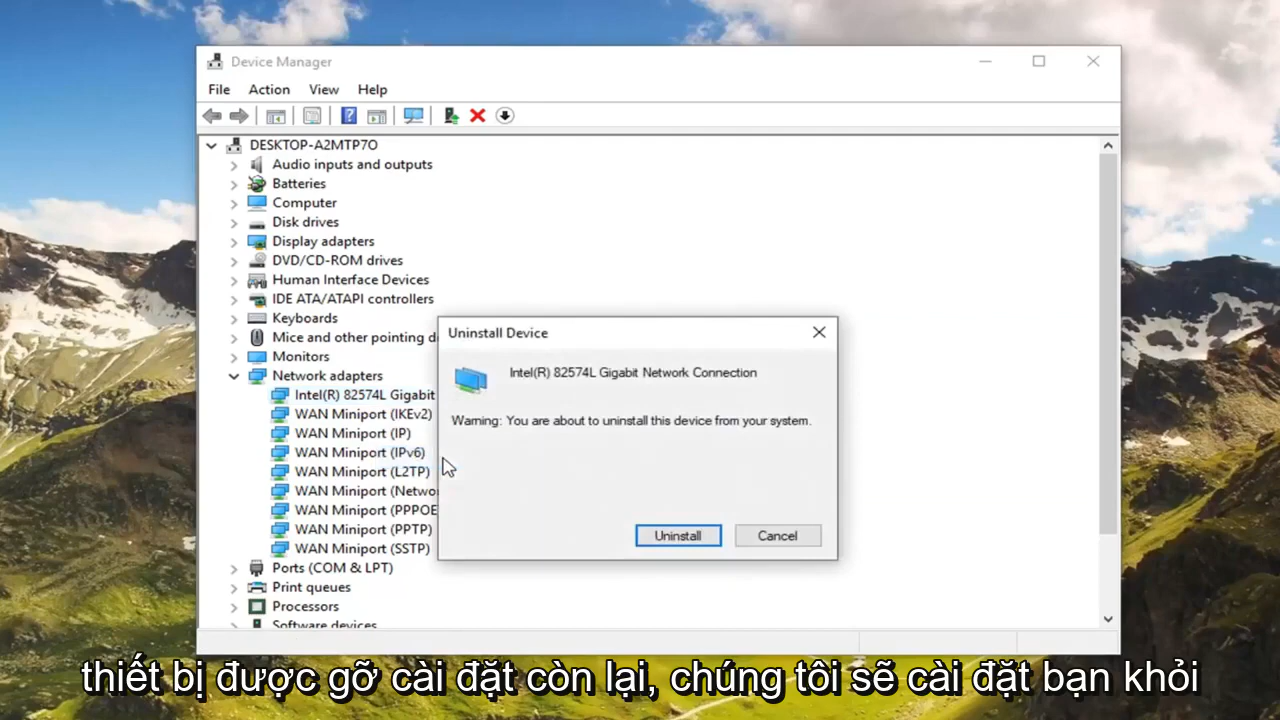 Device Manager
File Action View Help
DESKTOP-A2MTP7O
Audio inputs and outputs
Batteries
Computer
Disk drives
Display adapters
DVD/CD-ROM drives
Human Interface Devices
IDE ATA/ATAPI controllers
Keyboards
Mice and other pointing d
Monitors
Network adapters
Intel(R) 82574L Gigabit
WAN Miniport (IKEv2)
WAN Miniport (IP)
WAN Miniport (IPv6)
WAN Miniport (L2TP)
WAN Miniport (Networ
WAN Miniport (PPPOE
WAN Miniport (PPTP)
WAN Miniport (SSTP)
Ports (COM & LPT)
Print queues
Processors
Software devices
Uninstall Device
Intel(R) 82574L Gigabit Network Connection
Warning: You are about to uninstall this device from your system.
Uninstall Cancel
thiết bị được gỡ cài đặt còn lại, chúng tôi sẽ cài đặt bạn khỏi